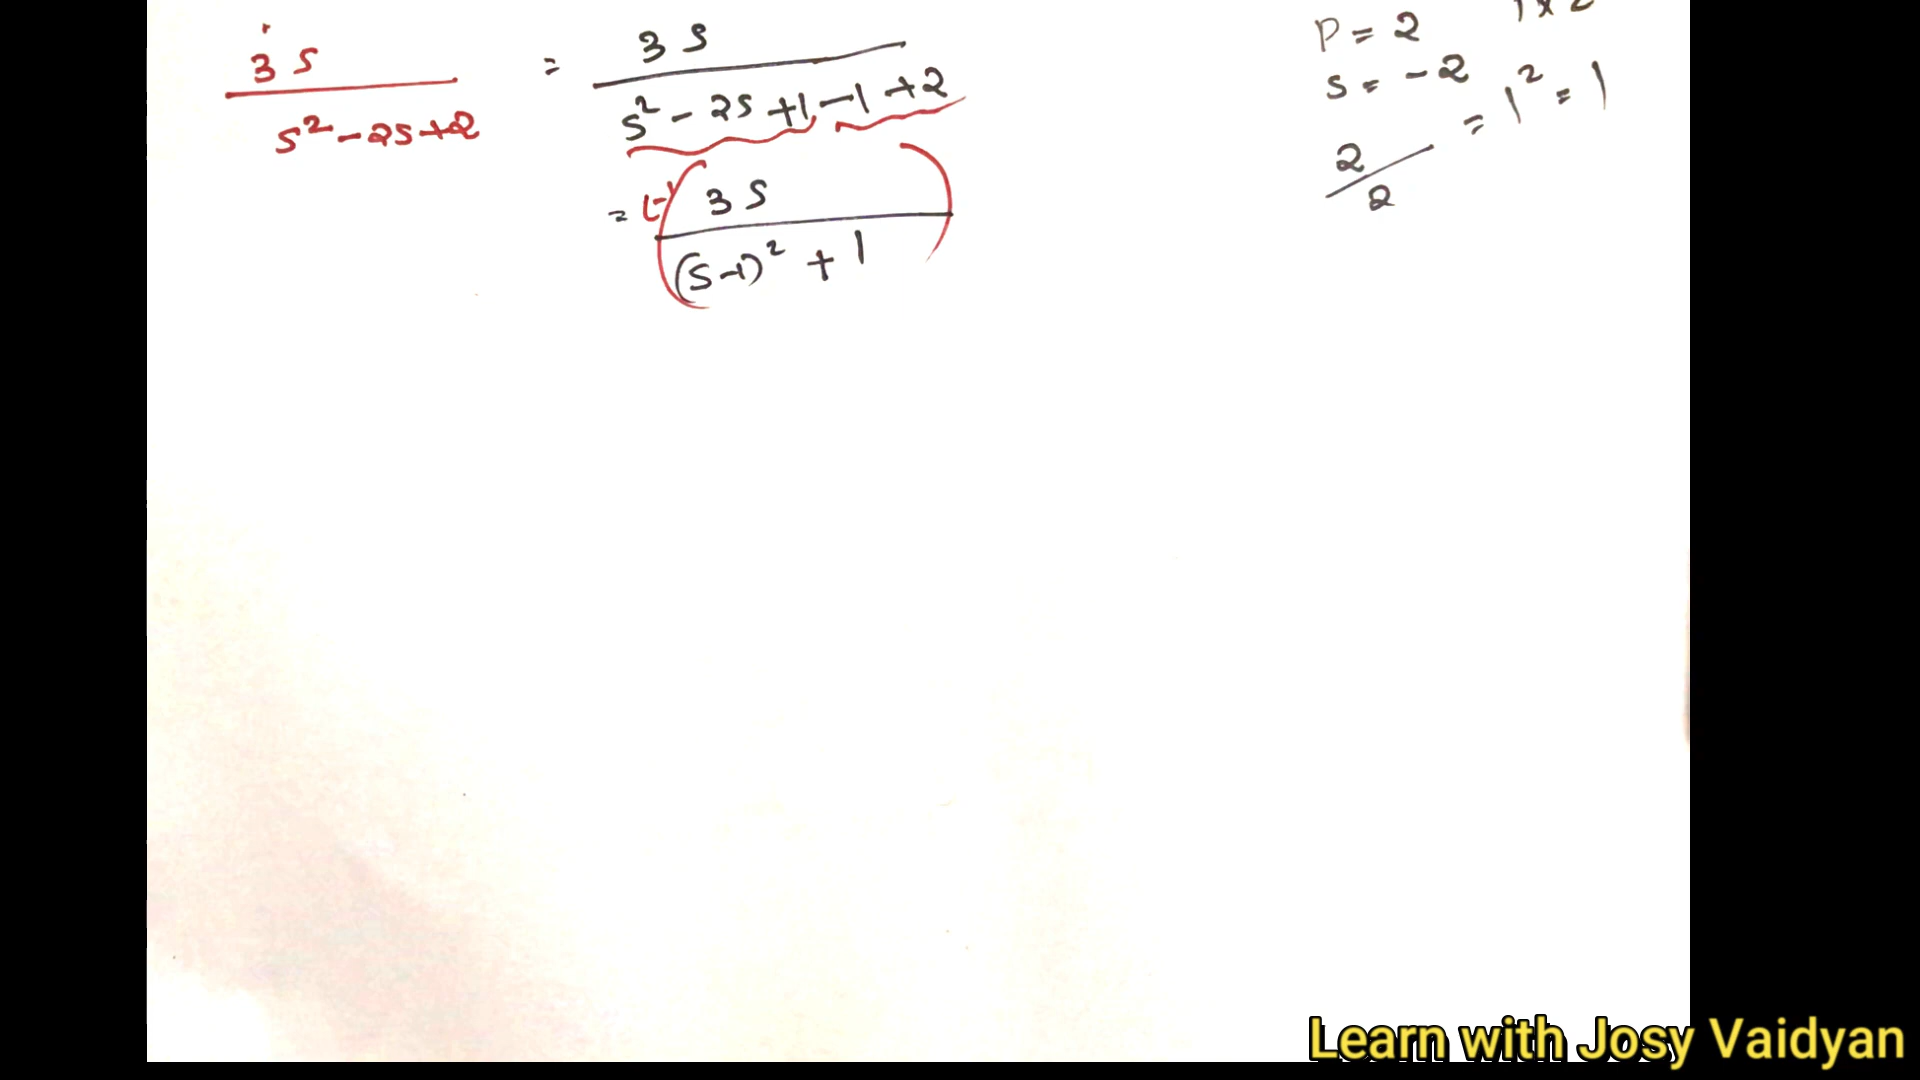 3s / s² - 2s + 2 = 3s / s² - 2s + 1 - 1 + 2
= L⁻¹ ( 3s / (s-1)² + 1 )
P = 2
S = -2
2/2 = 1² = 1
Learn with Josy Vaidyan